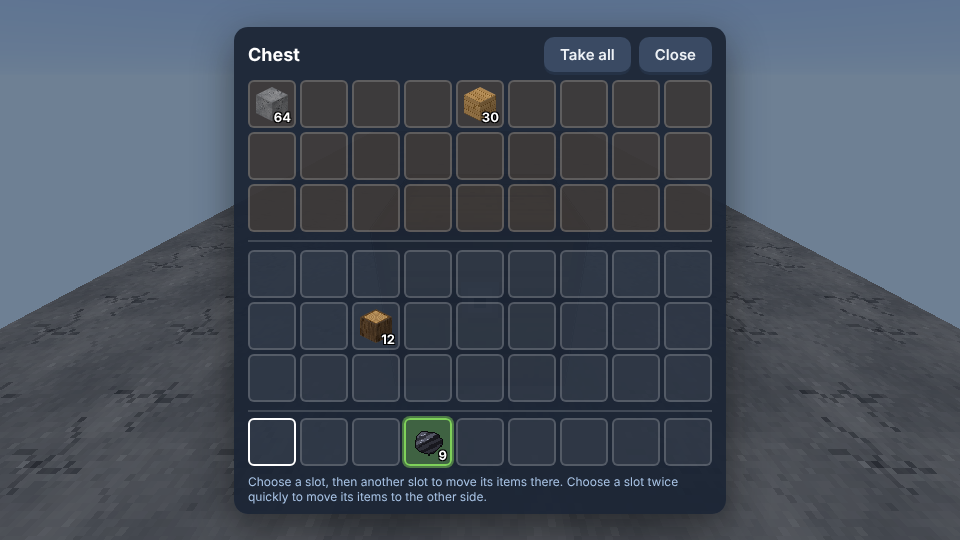 Chest
Take all
Close
64
30
12
9
Choose a slot, then another slot to move its items there. Choose a slot twice
quickly to move its items to the other side.